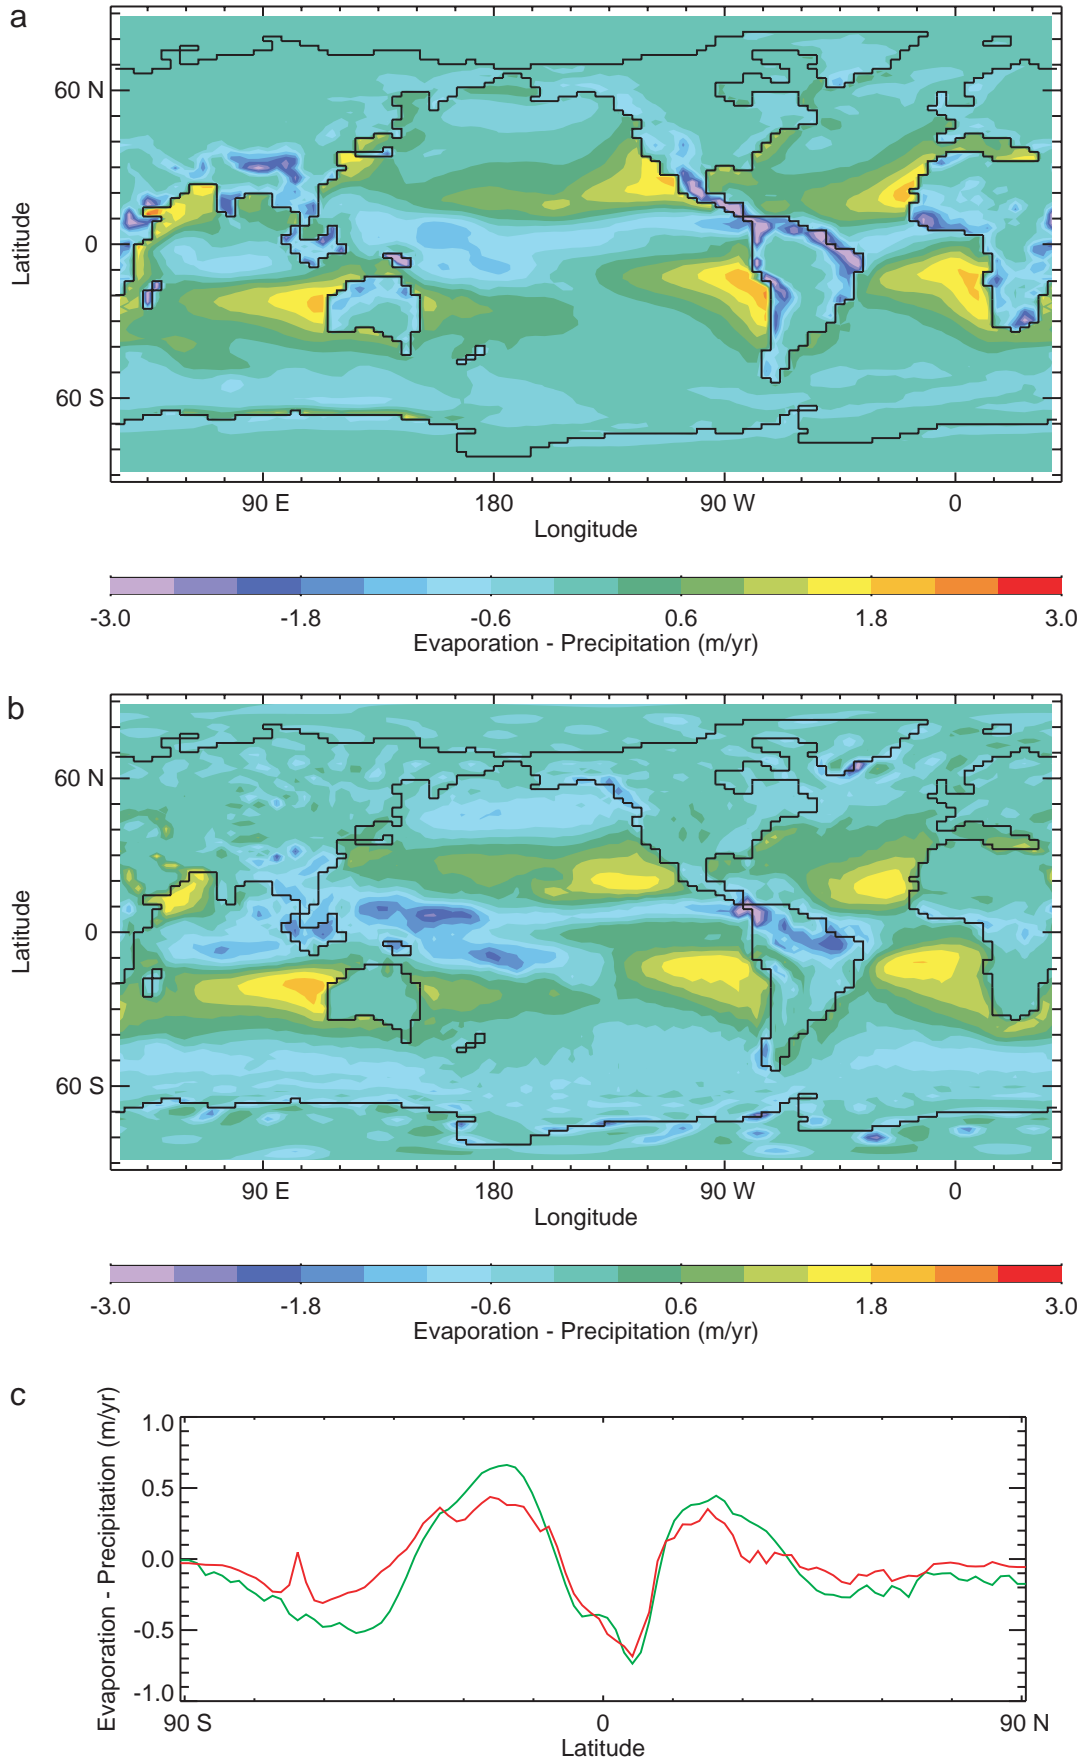 a
60 N
0
60 S
Latitude
90 E 180 90 W 0
Longitude
-3.0 -1.8 -0.6 0.6 1.8 3.0
Evaporation - Precipitation (m/yr)
b
60 N
0
60 S
Latitude
90 E 180 90 W 0
Longitude
-3.0 -1.8 -0.6 0.6 1.8 3.0
Evaporation - Precipitation (m/yr)
c
Evaporation - Precipitation (m/yr)
1.0
0.5
0.0
-0.5
-1.0
90 S 0 90 N
Latitude